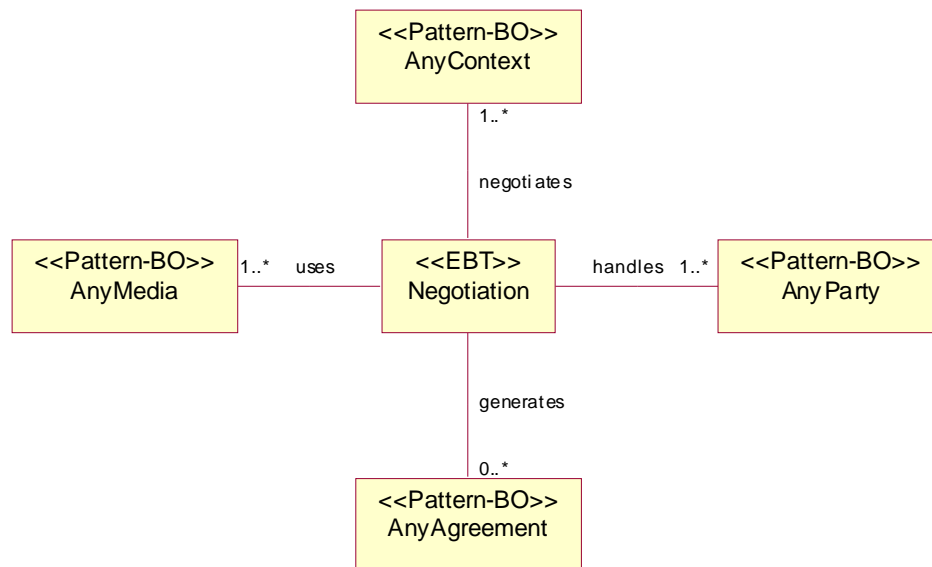 <<Pattern-BO>>
AnyContext
1..*
negotiates
<<Pattern-BO>>
AnyMedia
1..* uses
<<EBT>>
Negotiation
handles 1..*
<<Pattern-BO>>
AnyParty
generates
0..*
<<Pattern-BO>>
AnyAgreement